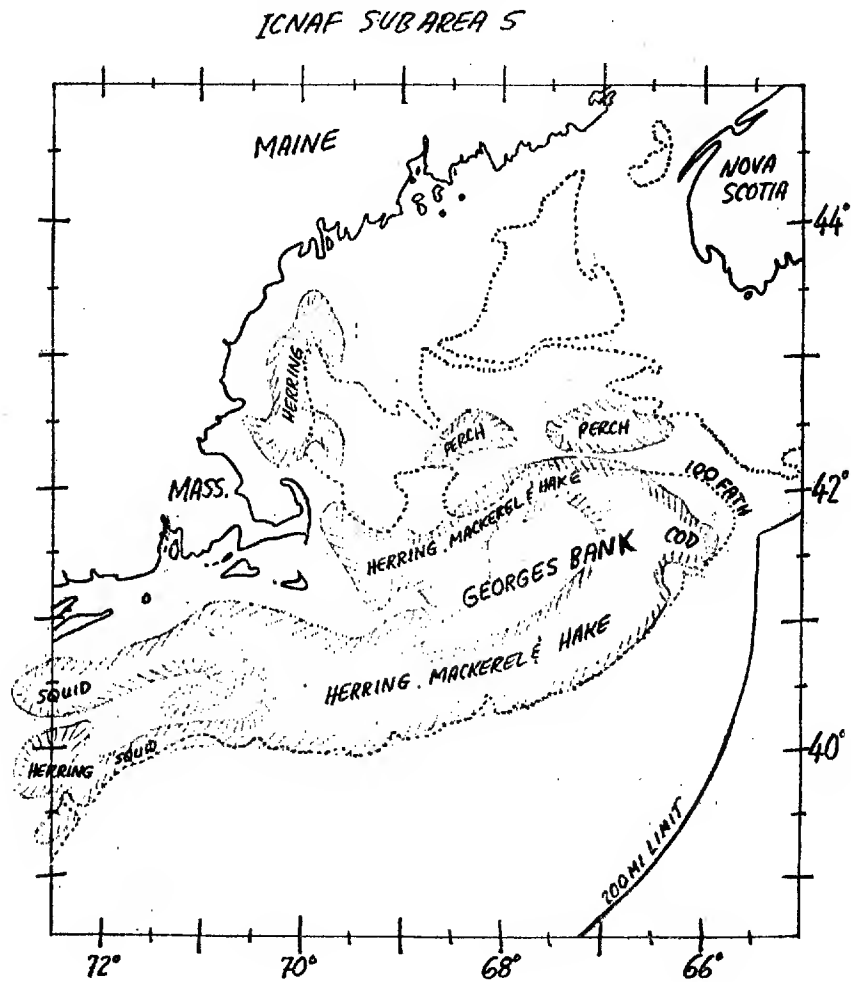 ICNAF SUBAREA 5
MAINE
NOVA
SCOTIA
44°
HERRING
PERCH
PERCH
MASS.
100 FATH
42°
HERRING MACKEREL & HAKE
COD
GEORGES BANK
HERRING MACKEREL & HAKE
SQUID
SQUID
HERRING
40°
200 MI LIMIT
72°
70°
68°
66°